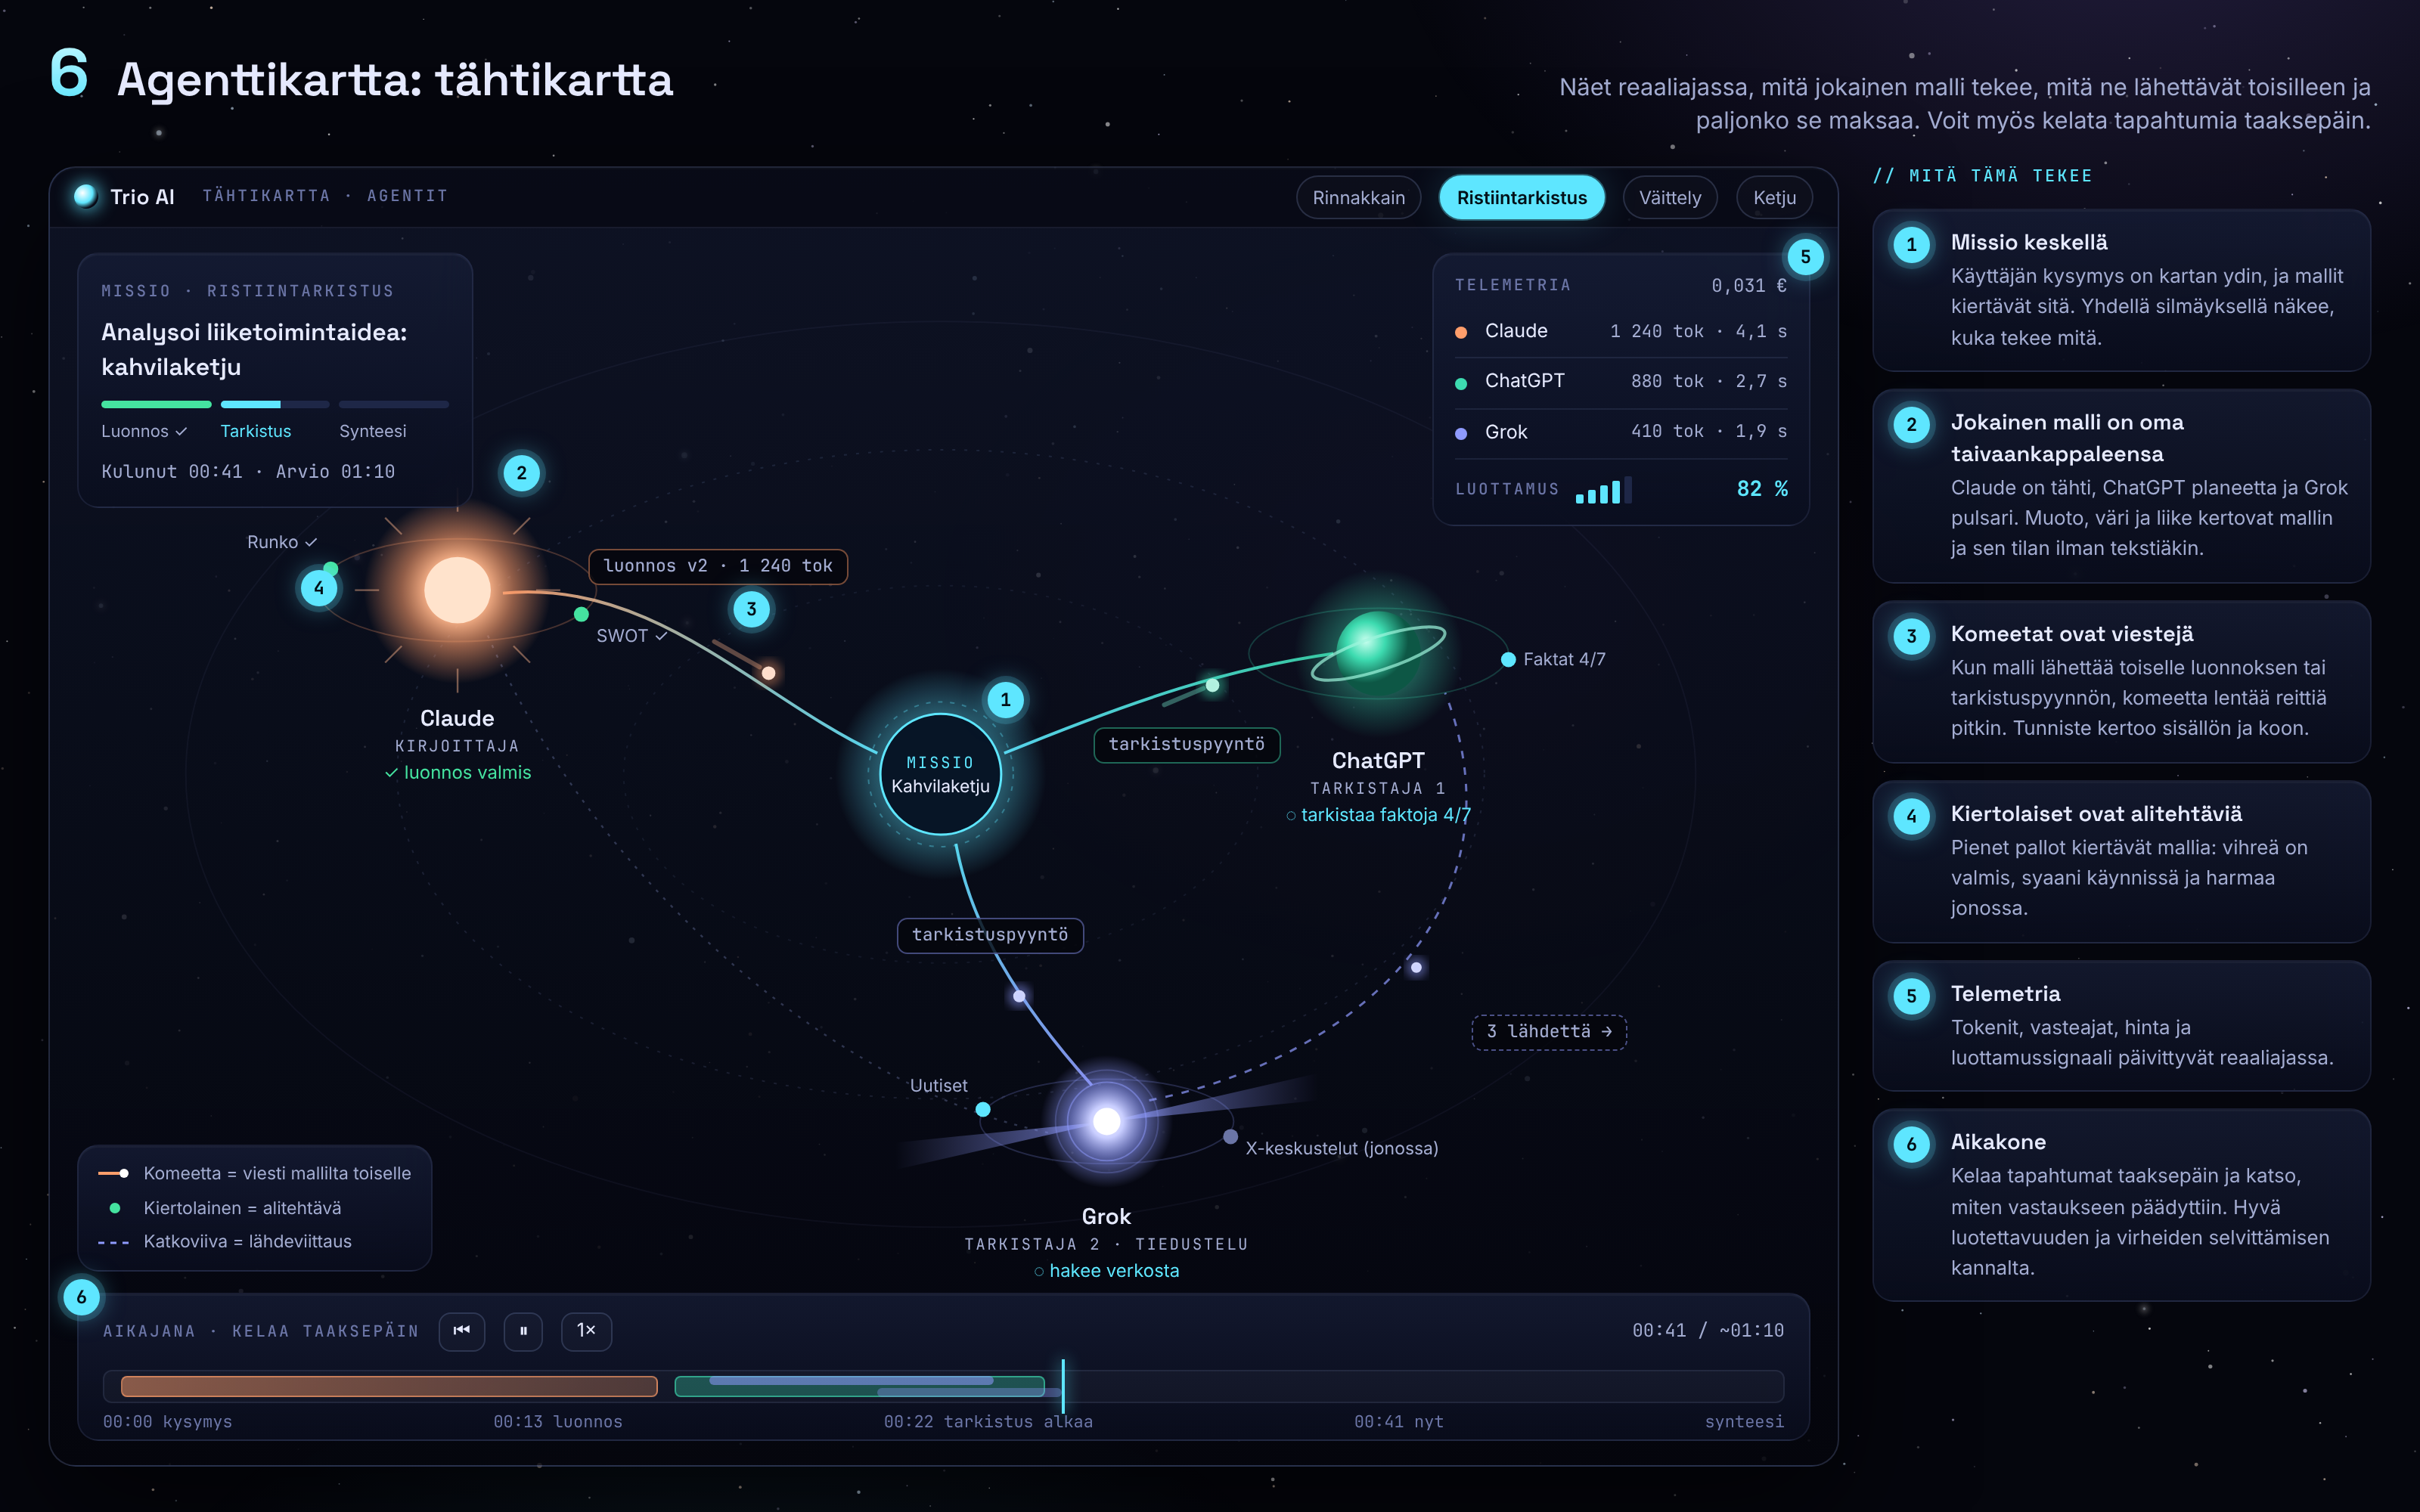 6 Agenttikartta: tähtikartta
Näet reaaliajassa, mitä jokainen malli tekee, mitä ne lähettävät toisilleen ja
paljonko se maksaa. Voit myös kelata tapahtumia taaksepäin.
Trio AI
TÄHTIKARTTA · AGENTIT
Rinnakkain
Ristiintarkistus
Väittely
Ketju
MISSIO · RISTIINTARKISTUS
Analysoi liiketoimintaidea:
kahvilaketju
Luonnos ✓
Tarkistus
Synteesi
Kulunut 00:41 · Arvio 01:10
5
TELEMETRIA 0,031 €
Claude 1 240 tok · 4,1 s
ChatGPT 880 tok · 2,7 s
Grok 410 tok · 1,9 s
LUOTTAMUS 82 %
2
Runko ✓
4
luonnos v2 · 1 240 tok
3
SWOT ✓
Claude
KIRJOITTAJA
✓ luonnos valmis
1
MISSIO
Kahvilaketju
Faktat 4/7
tarkistuspyyntö
ChatGPT
TARKISTAJA 1
○ tarkistaa faktoja 4/7
tarkistuspyyntö
3 lähdettä →
Uutiset
X-keskustelut (jonossa)
Grok
TARKISTAJA 2 · TIEDUSTELU
○ hakee verkosta
Komeetta = viesti mallilta toiselle
Kiertolainen = alitehtävä
Katkoviiva = lähdeviittaus
6
AIKAJANA · KELAA TAAKSEPÄIN
⏮ ⏸ 1×
00:41 / ~01:10
00:00 kysymys
00:13 luonnos
00:22 tarkistus alkaa
00:41 nyt
synteesi
// MITÄ TÄMÄ TEKEE
1 Missio keskellä
Käyttäjän kysymys on kartan ydin, ja mallit
kiertävät sitä. Yhdellä silmäyksellä näkee,
kuka tekee mitä.
2 Jokainen malli on oma
taivaankappaleensa
Claude on tähti, ChatGPT planeetta ja Grok
pulsari. Muoto, väri ja liike kertovat mallin
ja sen tilan ilman tekstiäkin.
3 Komeetat ovat viestejä
Kun malli lähettää toiselle luonnoksen tai
tarkistuspyynnön, komeetta lentää reittiä
pitkin. Tunniste kertoo sisällön ja koon.
4 Kiertolaiset ovat alitehtäviä
Pienet pallot kiertävät mallia: vihreä on
valmis, syaani käynnissä ja harmaa
jonossa.
5 Telemetria
Tokenit, vasteajat, hinta ja
luottamussignaali päivittyvät reaaliajassa.
6 Aikakone
Kelaa tapahtumat taaksepäin ja katso,
miten vastaukseen päädyttiin. Hyvä
luotettavuuden ja virheiden selvittämisen
kannalta.